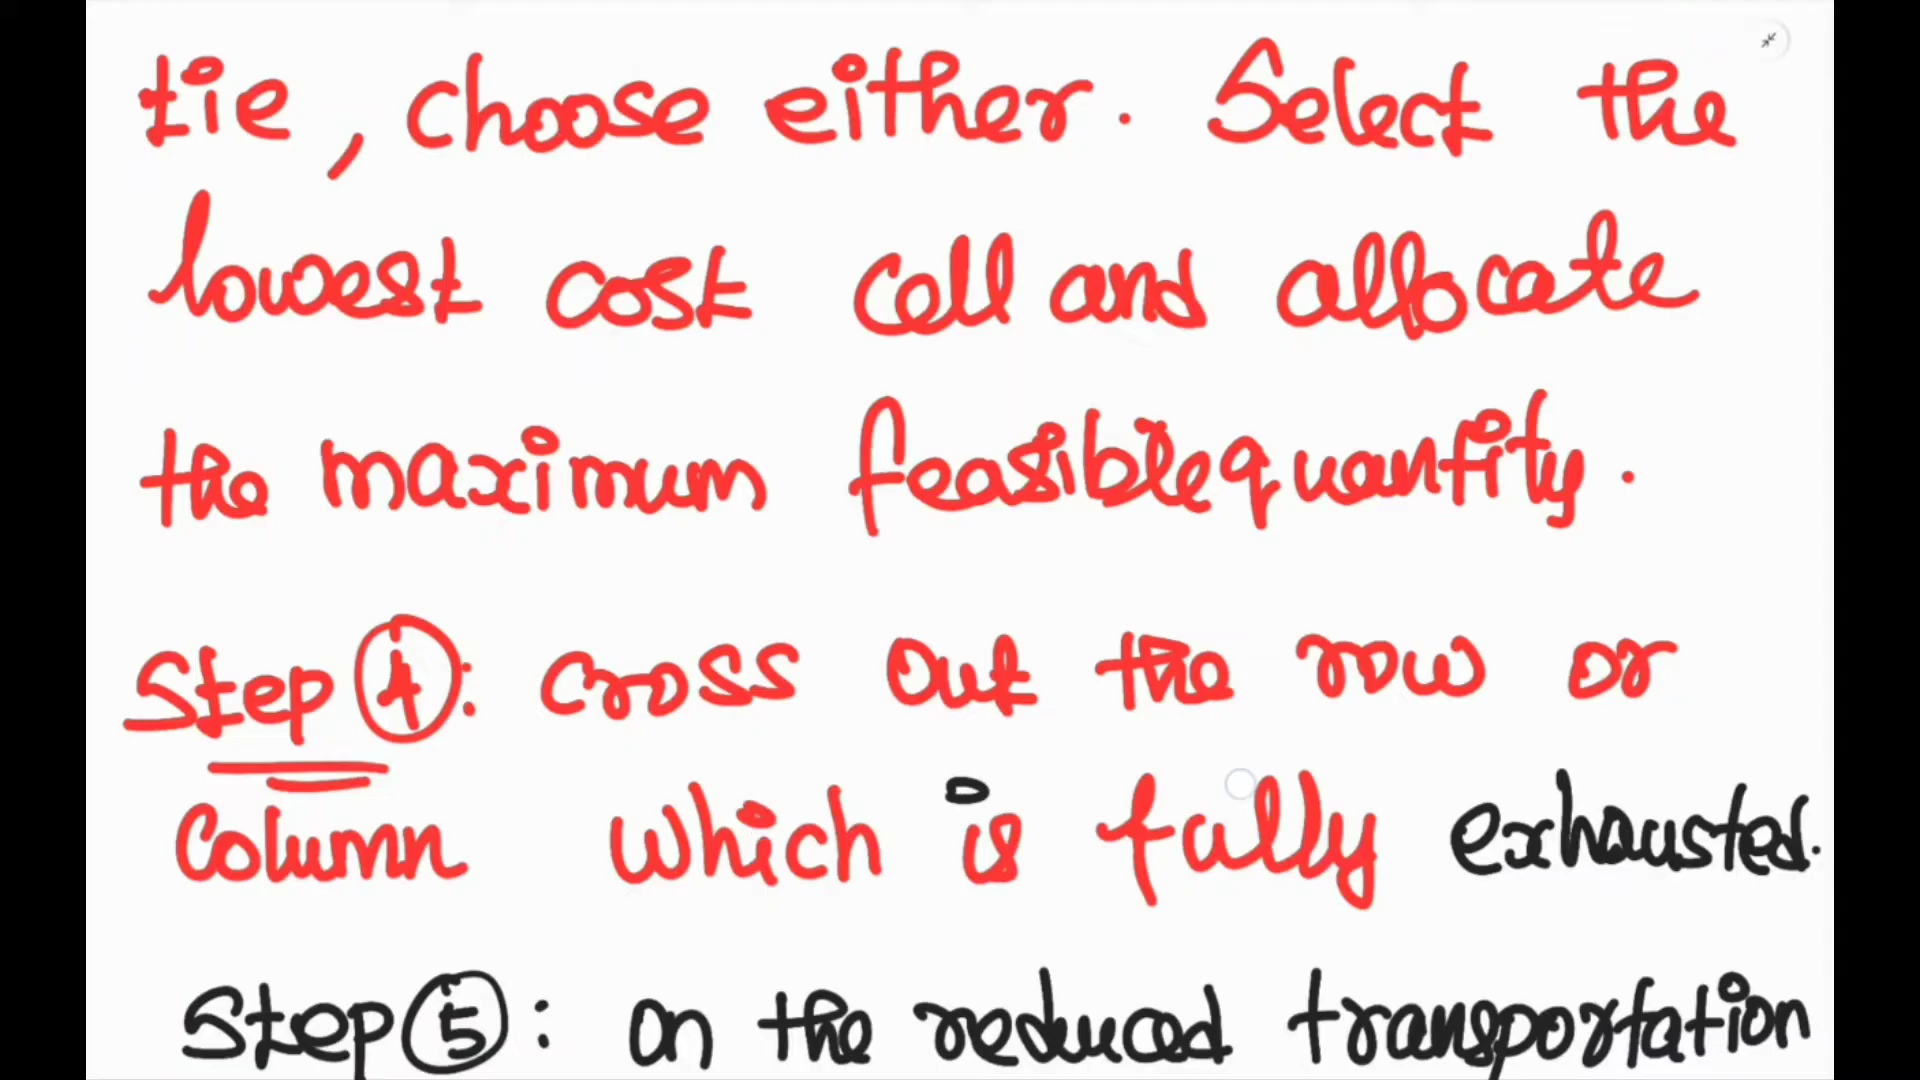 tie, choose either. Select the
lowest cost cell and allocate
the maximum feasible quantity.
Step 4: cross out the row or
Column which is fully exhausted.
Step 5: on the reduced transportation